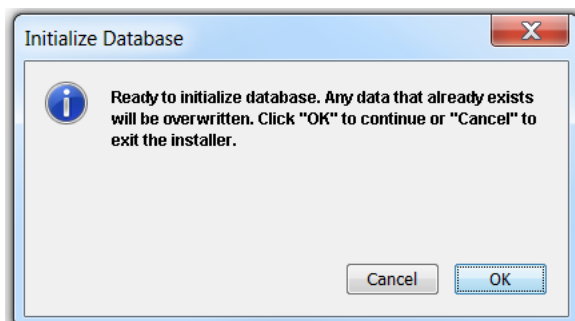 Initialize Database
Ready to initialize database. Any data that already exists
will be overwritten. Click "OK" to continue or "Cancel" to
exit the installer.
Cancel
OK